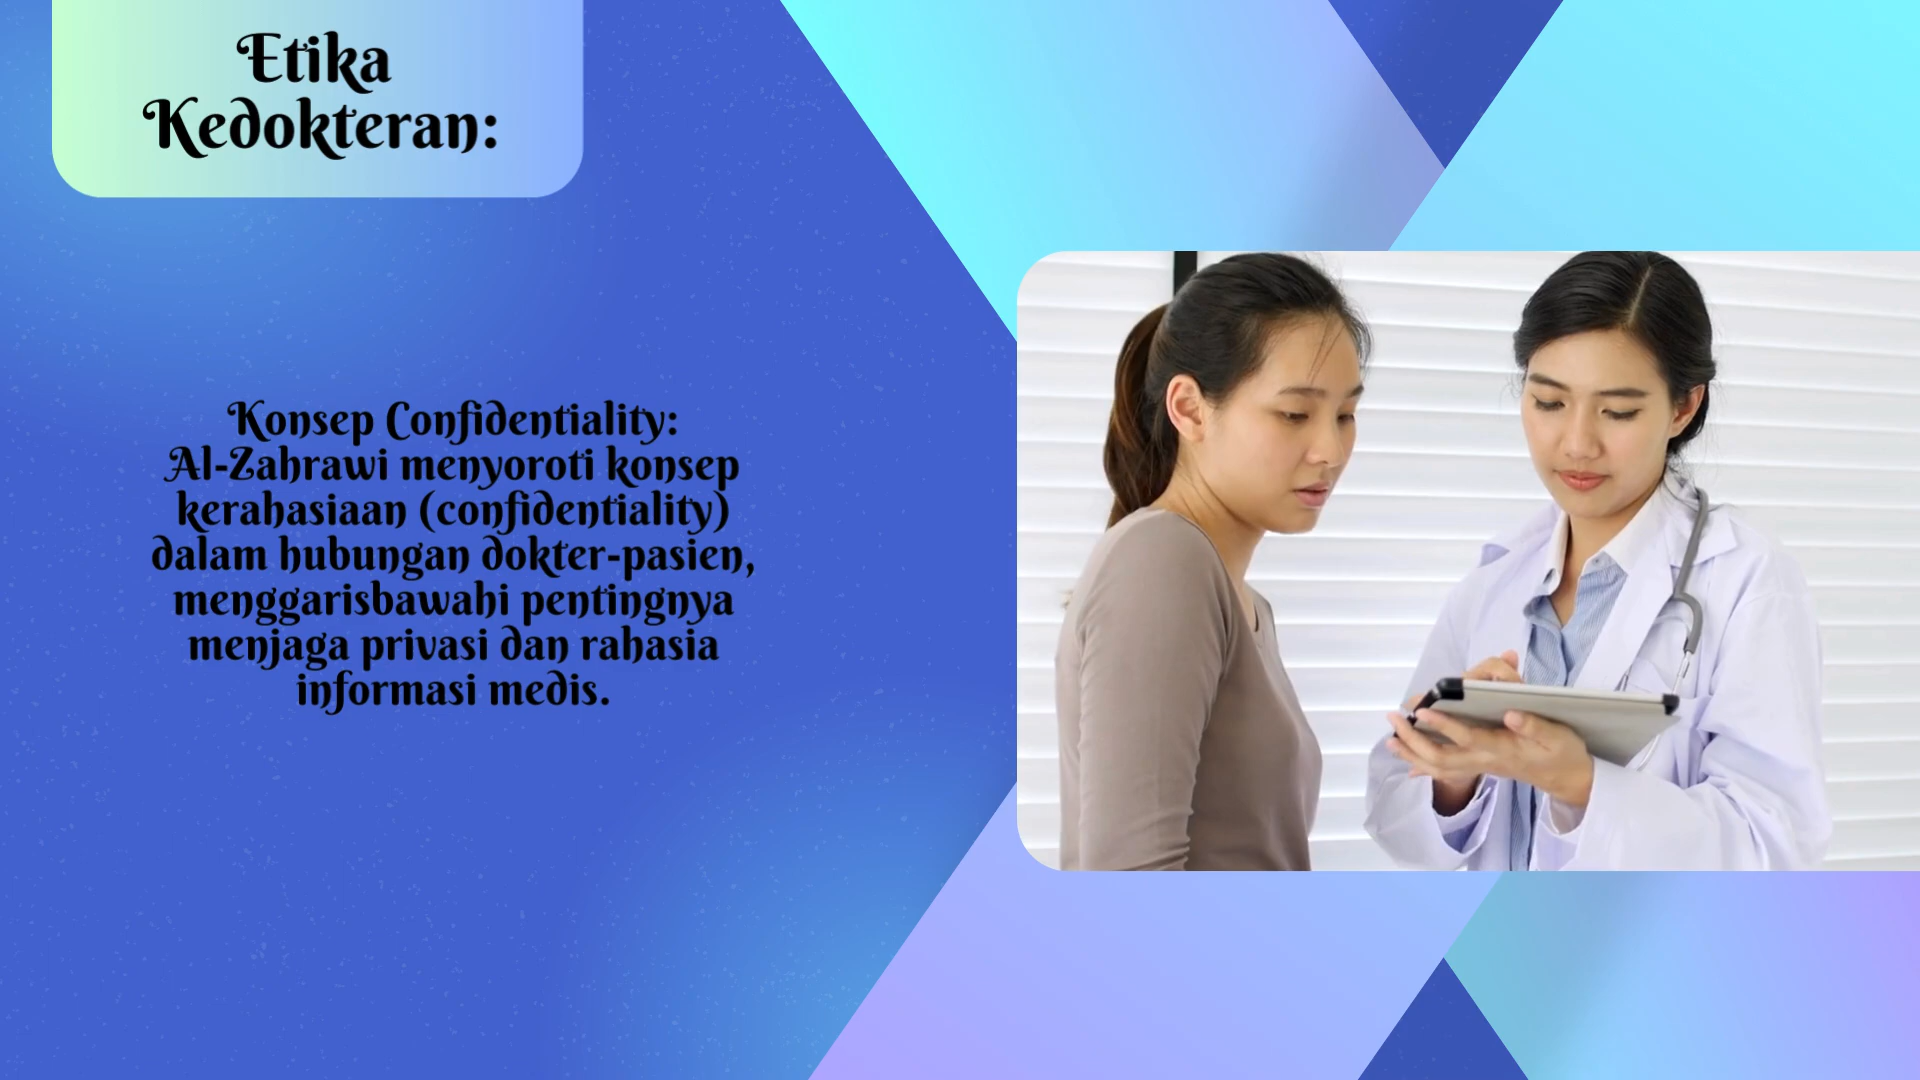 Etika
Kedokteran:
Konsep Confidentiality:
Al-Zahrawi menyoroti konsep
kerahasiaan (confidentiality)
dalam hubungan dokter-pasien,
menggarisbawahi pentingnya
menjaga privasi dan rahasia
informasi medis.